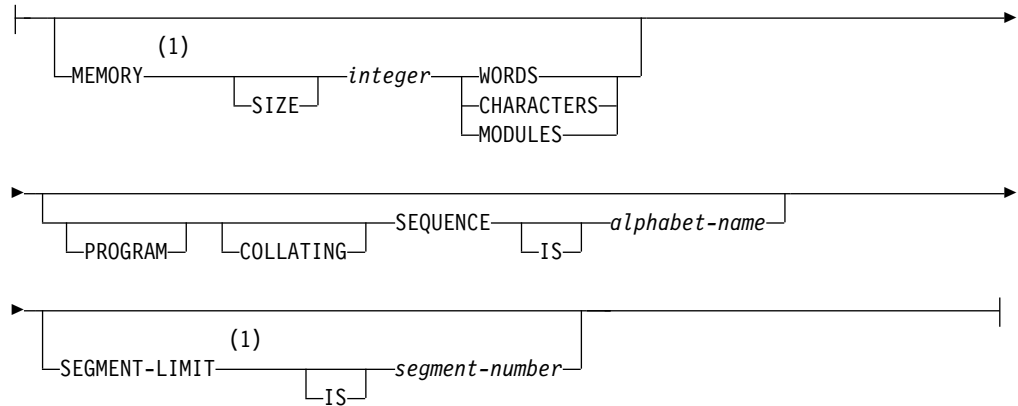 (1)
MEMORY integer WORDS
SIZE CHARACTERS
MODULES
SEQUENCE alphabet-name
PROGRAM COLLATING IS
(1)
SEGMENT-LIMIT segment-number
IS